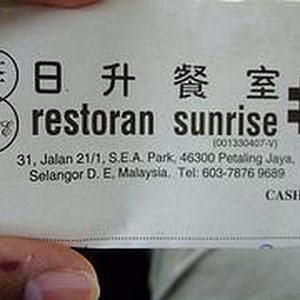 日升餐室
restoran sunrise
(001330407-V)
31, Jalan 21/1, S.E.A. Park, 46300 Petaling Jaya,
Selangor D. E, Malaysia. Tel: 603-7876 9689
CASH